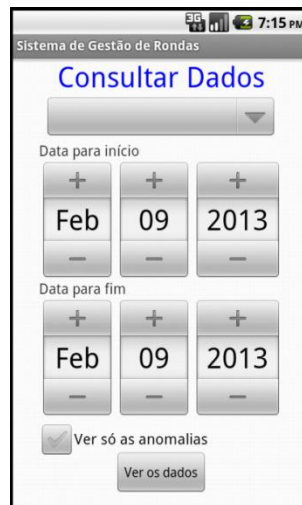 3G 7:15 PM
Sistema de Gestão de Rondas
Consultar Dados
Data para início
+ + +
Feb 09 2013
− − −
Data para fim
+ + +
Feb 09 2013
− − −
Ver só as anomalias
Ver os dados